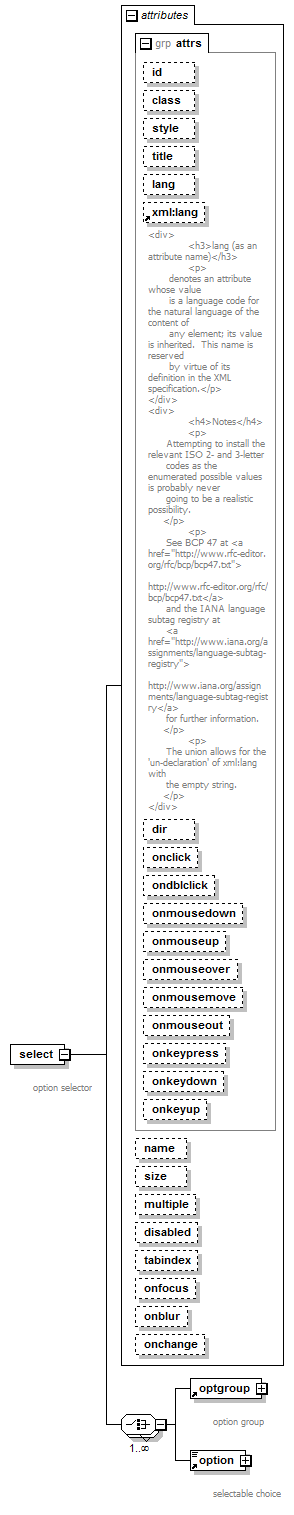 attributes
grp attrs
id
class
style
title
lang
xml:lang
<div>
<h3>lang (as an
attribute name)</h3>
<p>
denotes an attribute
whose value
is a language code for
the natural language of the
content of
any element; its value
is inherited.  This name is
reserved
by virtue of its
definition in the XML
specification.</p>
</div>
<div>
<h4>Notes</h4>
<p>
Attempting to install the
relevant ISO 2- and 3-letter
codes as the
enumerated possible values
is probably never
going to be a realistic
possibility.
</p>
<p>
See BCP 47 at <a
href="http://www.rfc-editor.
org/rfc/bcp/bcp47.txt">
http://www.rfc-editor.org/rfc/
bcp/bcp47.txt</a>
and the IANA language
subtag registry at
<a
href="http://www.iana.org/a
ssignments/language-subtag-
registry">
http://www.iana.org/assign
ments/language-subtag-regist
ry</a>
for further information.
</p>
<p>
The union allows for the
'un-declaration' of xml:lang
with
the empty string.
</p>
</div>
dir
onclick
ondblclick
onmousedown
onmouseup
onmouseover
onmousemove
onmouseout
onkeypress
onkeydown
onkeyup
select
option selector
name
size
multiple
disabled
tabindex
onfocus
onblur
onchange
1..∞
optgroup
option group
option
selectable choice